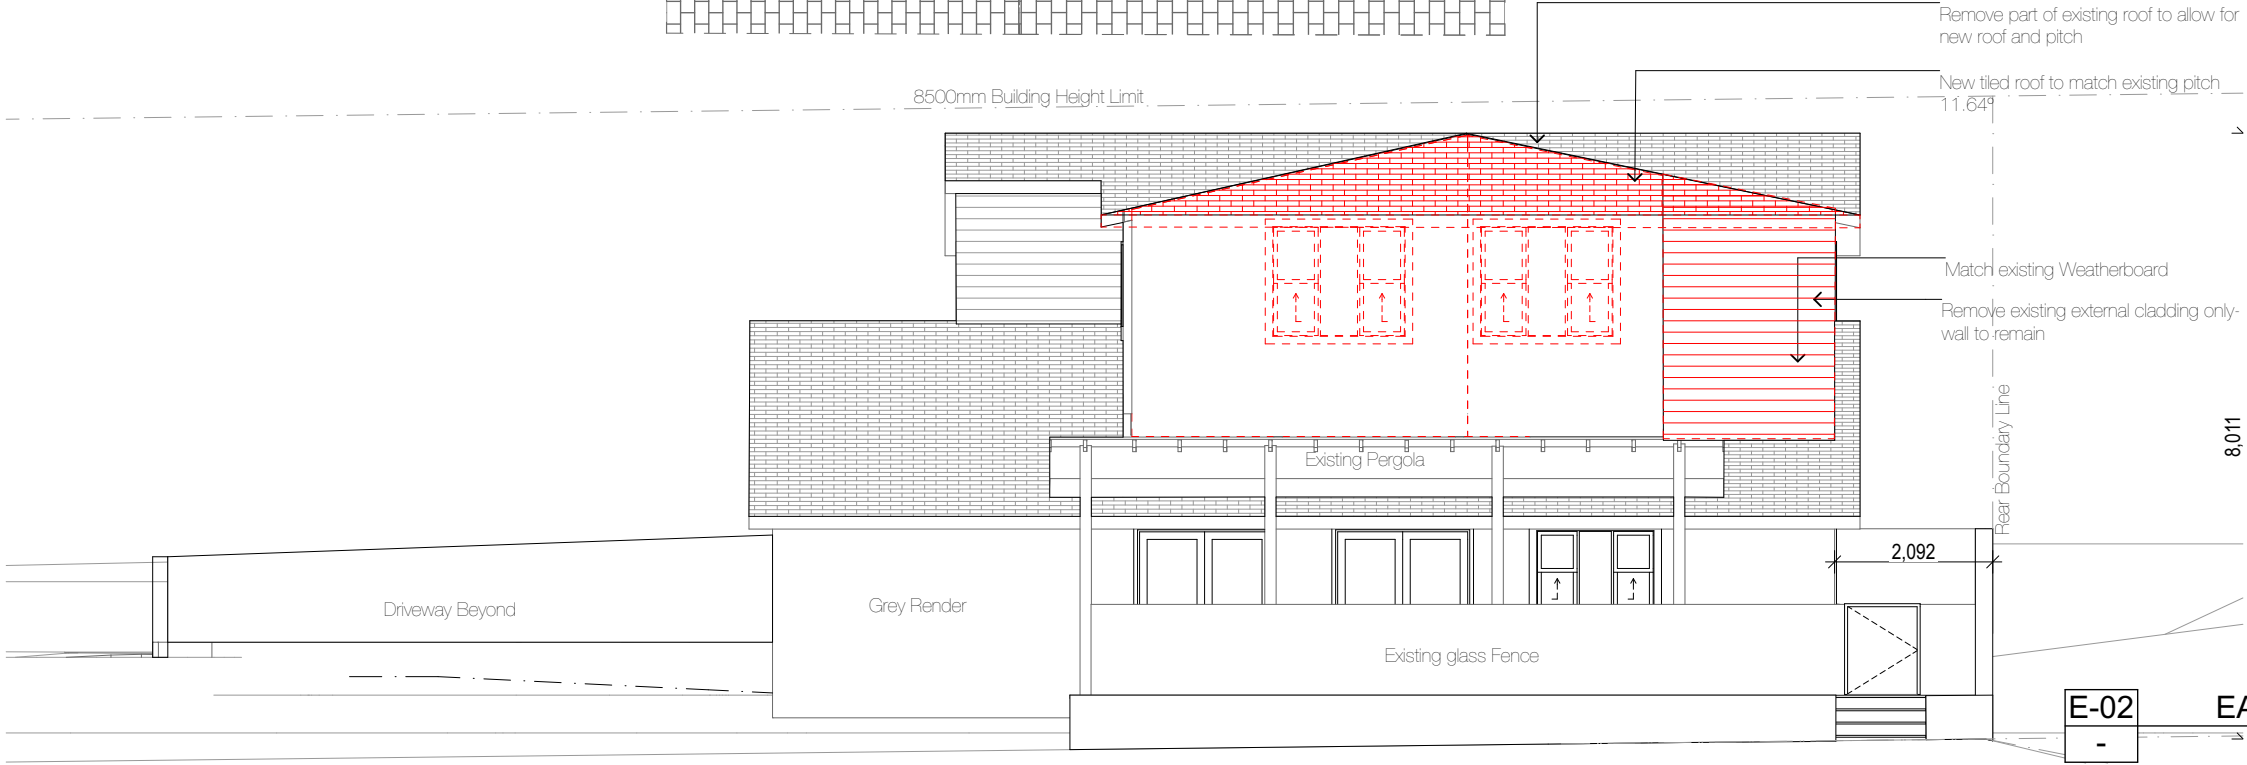 Remove part of existing roof to allow for
new roof and pitch
8500mm Building Height Limit
New tiled roof to match existing pitch
11.64°
Match existing Weatherboard
Remove existing external cladding only-
wall to remain
Rear Boundary Line
8,011
Existing Pergola
2,092
Driveway Beyond
Grey Render
Existing glass Fence
E-02
-
EA